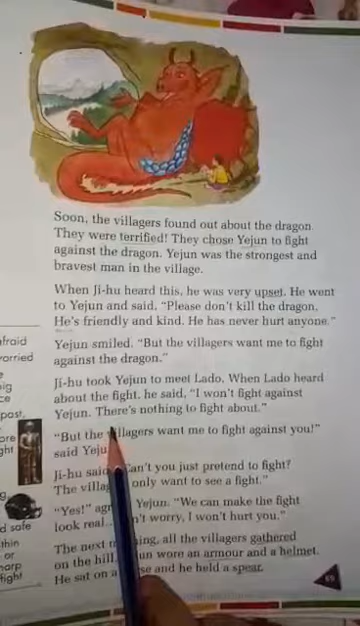 Soon, the villagers found out about the dragon.
They were terrified! They chose Yejun to fight
against the dragon. Yejun was the strongest and
bravest man in the village.
When Ji-hu heard this, he was very upset. He went
to Yejun and said, “Please don’t kill the dragon.
He’s friendly and kind. He has never hurt anyone.”
Yejun smiled. “But the villagers want me to fight
against the dragon.”
Ji-hu took Yejun to meet Lado. When Lado heard
about the fight, he said, “I won’t fight against
Yejun. There’s nothing to fight about.”
“But the villagers want me to fight against you!”
said
Ji-hu “Can’t you just pretend to fight?
The only want to see a fight.”
“Yes!” Yejun. “We can make the fight
look real. worry, I won’t hurt you.”
The next all the villagers gathered
on the hill. wore an armour and a helmet.
He sat on a and he held a spear.
afraid
worried
past,
safe
thin
or
fight